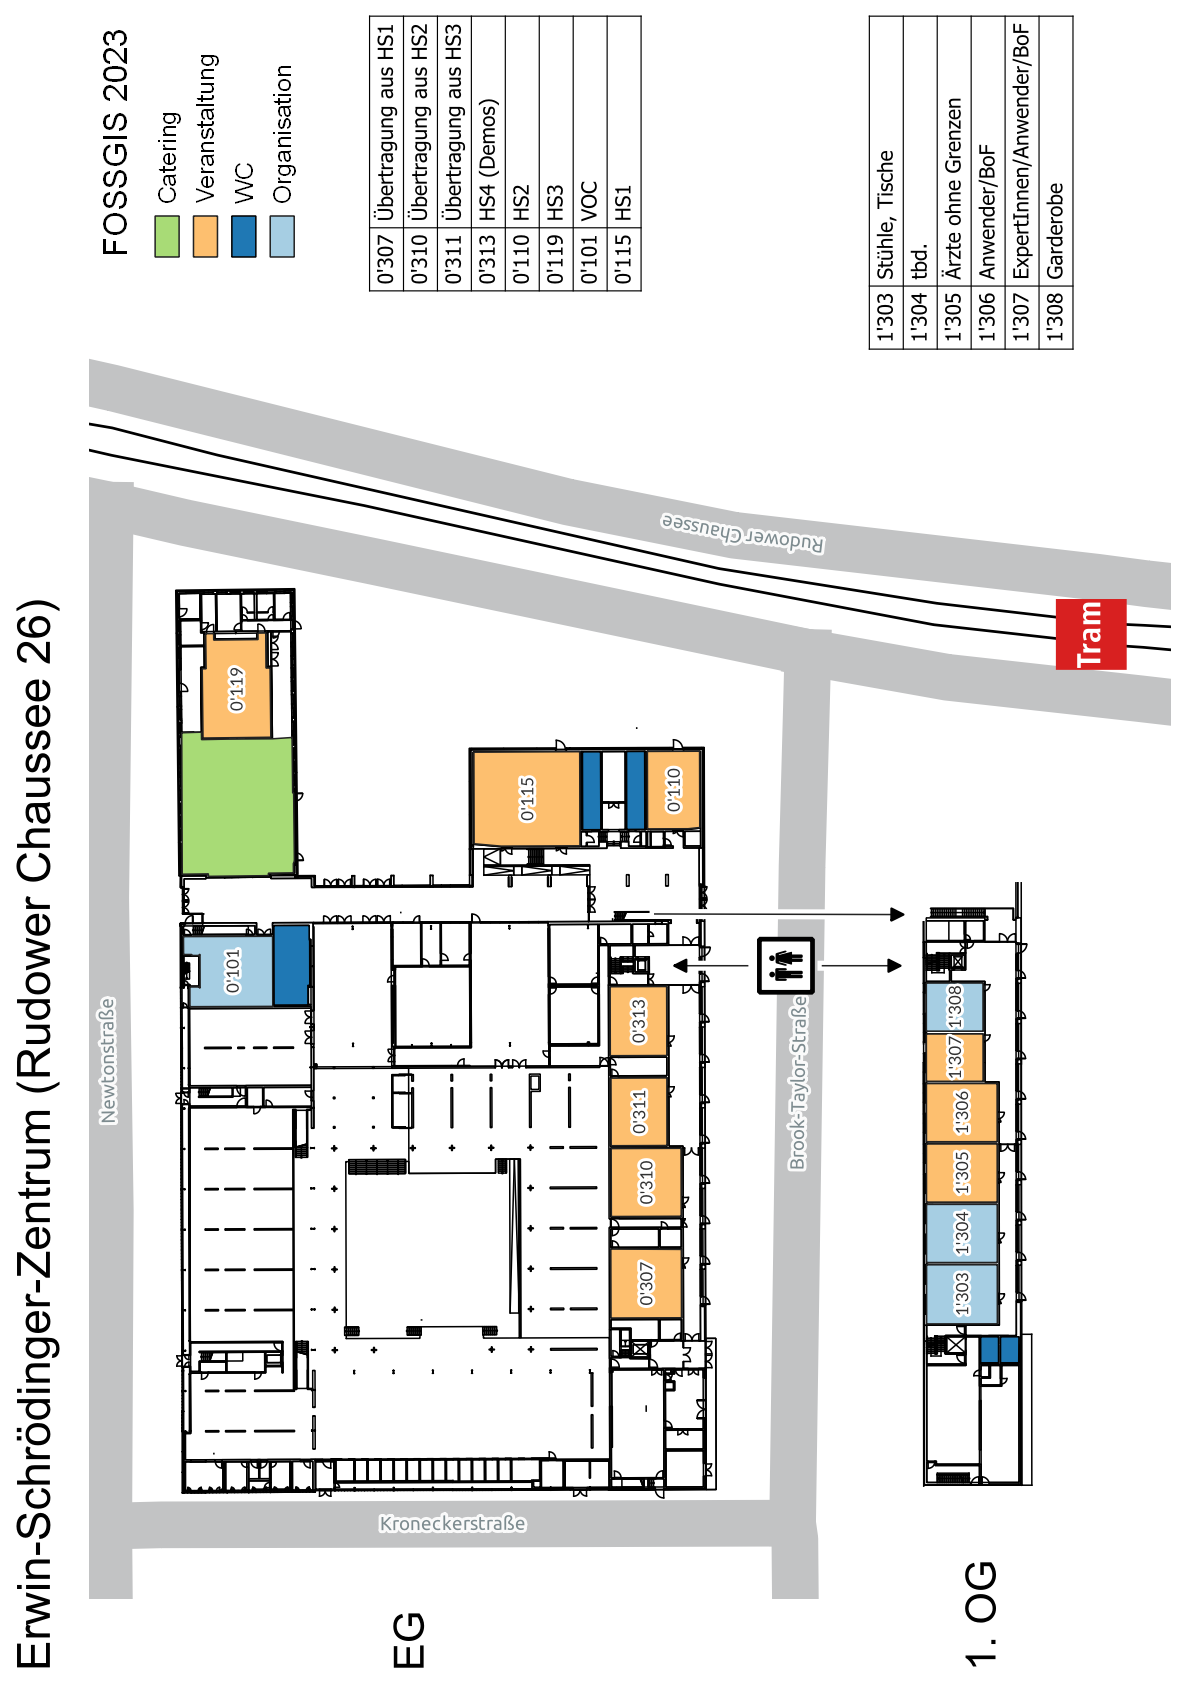 Erwin-Schrödinger-Zentrum (Rudower Chaussee 26)
FOSSGIS 2023
Catering
Veranstaltung
WC
Organisation
0'307 Übertragung aus HS1
0'310 Übertragung aus HS2
0'311 Übertragung aus HS3
0'313 HS4 (Demos)
0'110 HS2
0'119 HS3
0'101 VOC
0'115 HS1
1'303 Stühle, Tische
1'304 tbd.
1'305 Ärzte ohne Grenzen
1'306 Anwender/BoF
1'307 ExpertInnen/Anwender/BoF
1'308 Garderobe
Newtonstraße
Rudower Chaussee
Tram
0'119
0'115
0'110
0'101
0'313
0'311
0'310
0'307
Brook-Taylor-Straße
Kroneckerstraße
EG
1'308
1'307
1'306
1'305
1'304
1'303
1. OG